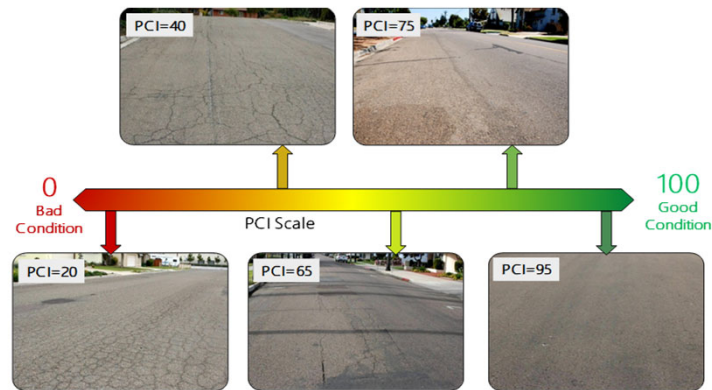 PCI=40
PCI=75
0
Bad
Condition
PCI Scale
100
Good
Condition
PCI=20
PCI=65
PCI=95